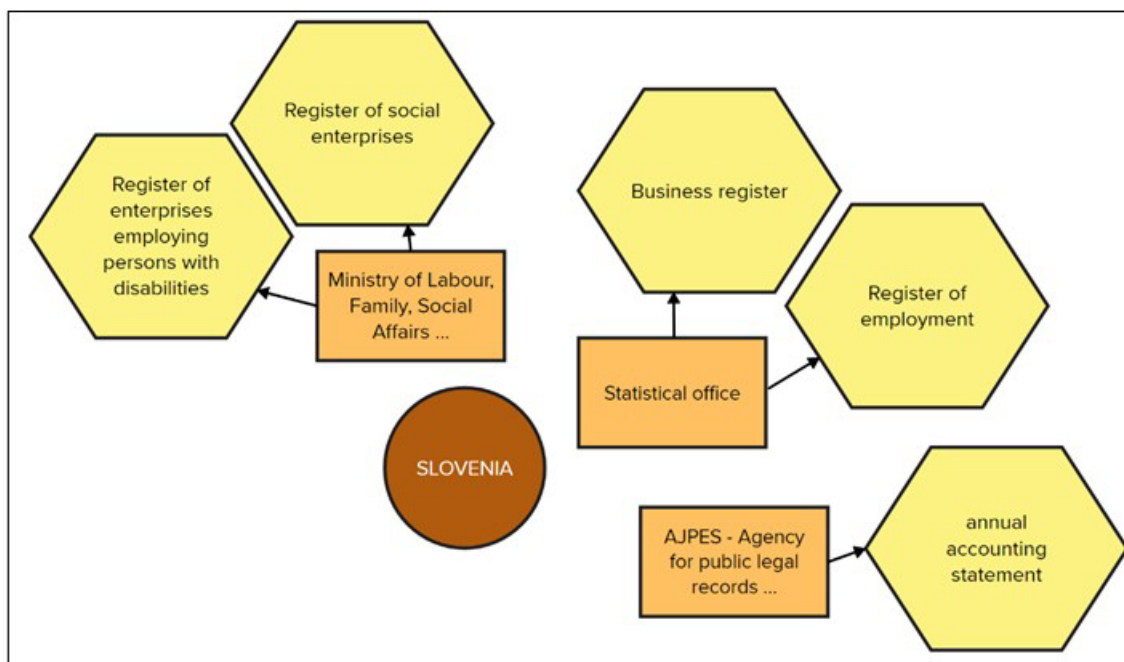 Register of social
enterprises
Register of
enterprises
employing
persons with
disabilities
Ministry of Labour,
Family, Social
Affairs ...
Business register
Register of
employment
Statistical office
SLOVENIA
AJPES - Agency
for public legal
records ...
annual
accounting
statement